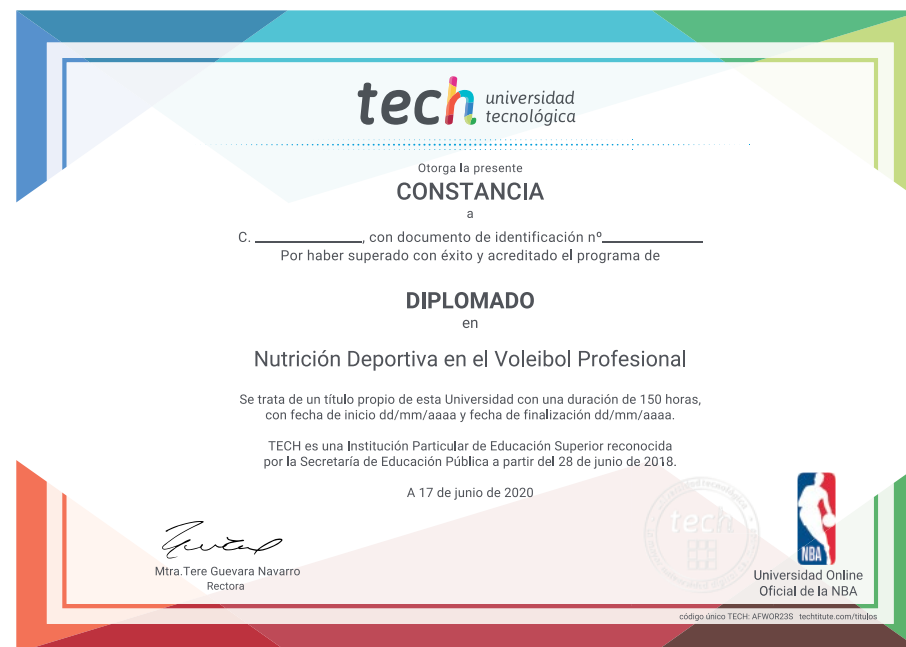 tech universidad
tecnológica
Otorga la presente
CONSTANCIA
a
C. ______________, con documento de identificación nº_____________
Por haber superado con éxito y acreditado el programa de
DIPLOMADO
en
Nutrición Deportiva en el Voleibol Profesional
Se trata de un título propio de esta Universidad con una duración de 150 horas,
con fecha de inicio dd/mm/aaaa y fecha de finalización dd/mm/aaaa.
TECH es una Institución Particular de Educación Superior reconocida
por la Secretaría de Educación Pública a partir del 28 de junio de 2018.
A 17 de junio de 2020
tech
NBA
Mtra.Tere Guevara Navarro
Rectora
Universidad Online
Oficial de la NBA
código único TECH: AFWOR23S techtitute.com/titulos